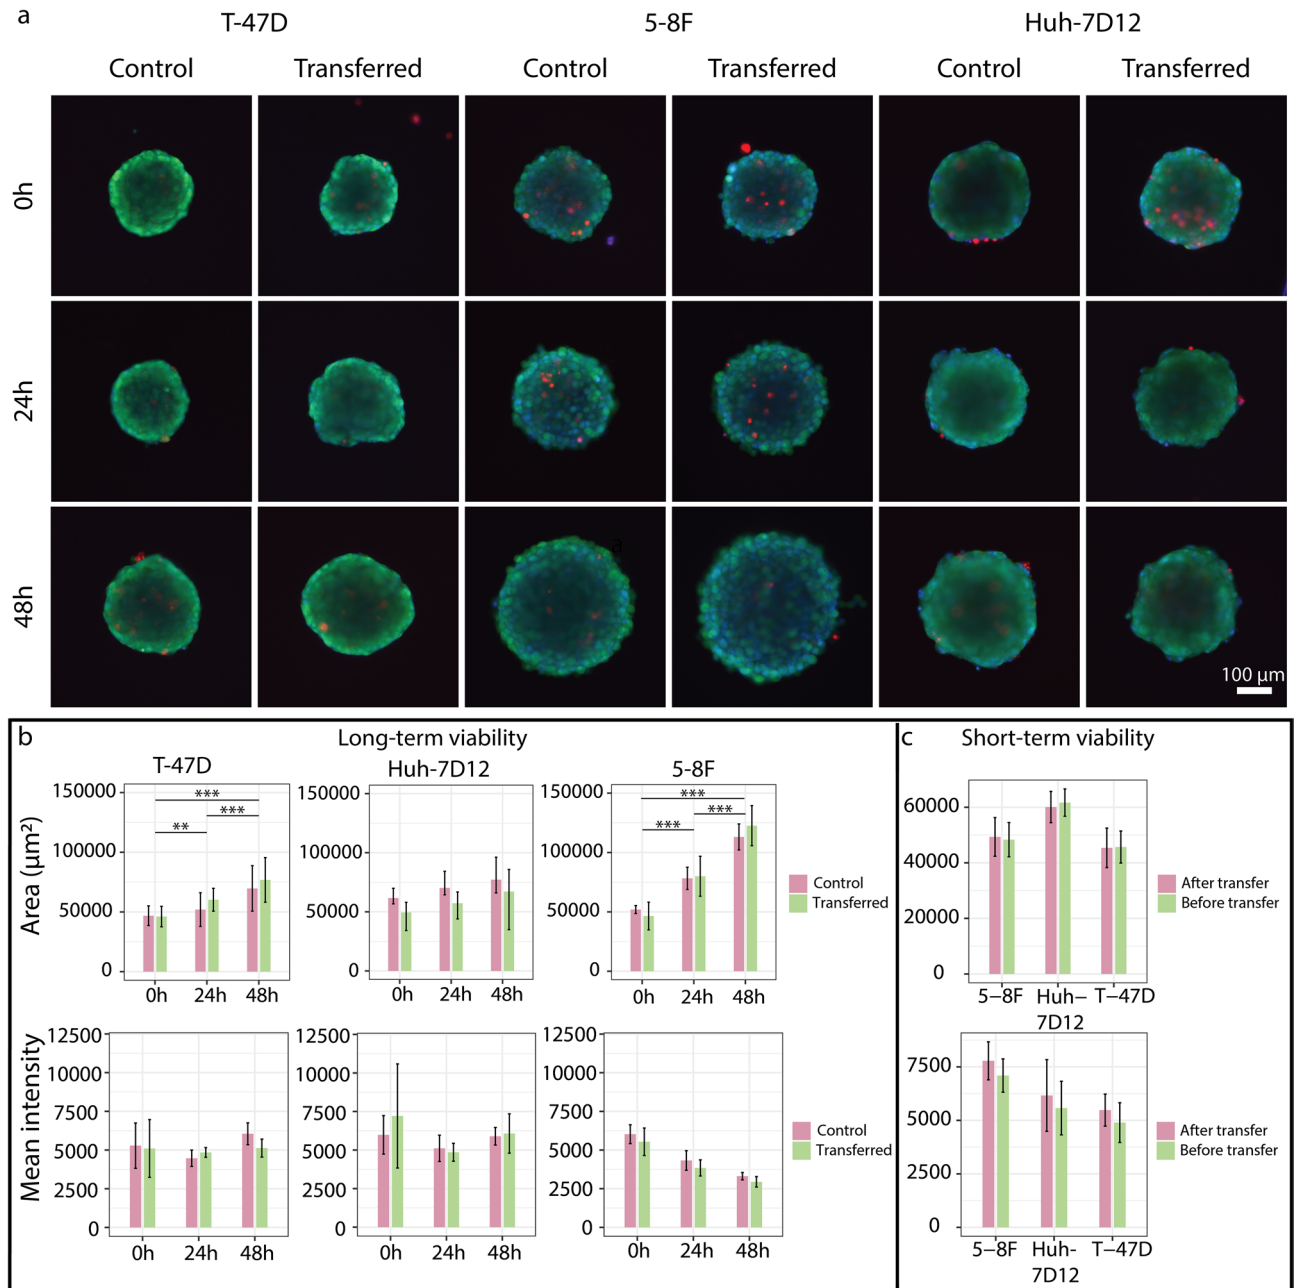 a
T-47D 5-8F Huh-7D12
Control Transferred Control Transferred Control Transferred
0h
24h
48h
a
100 µm
b Long-term viability
T-47D Huh-7D12 5-8F
Area (µm²)
150000
100000
50000
0
***
***
**
0h 24h 48h
150000
100000
50000
0
0h 24h 48h
150000
100000
50000
0
***
***
***
0h 24h 48h
Control
Transferred
Mean intensity
12500
10000
7500
5000
2500
0
0h 24h 48h
12500
10000
7500
5000
2500
0
0h 24h 48h
12500
10000
7500
5000
2500
0
0h 24h 48h
Control
Transferred
c Short-term viability
60000
40000
20000
0
5–8F Huh– T–47D
7D12
After transfer
Before transfer
7500
5000
2500
0
5–8F Huh- T–47D
7D12
After transfer
Before transfer